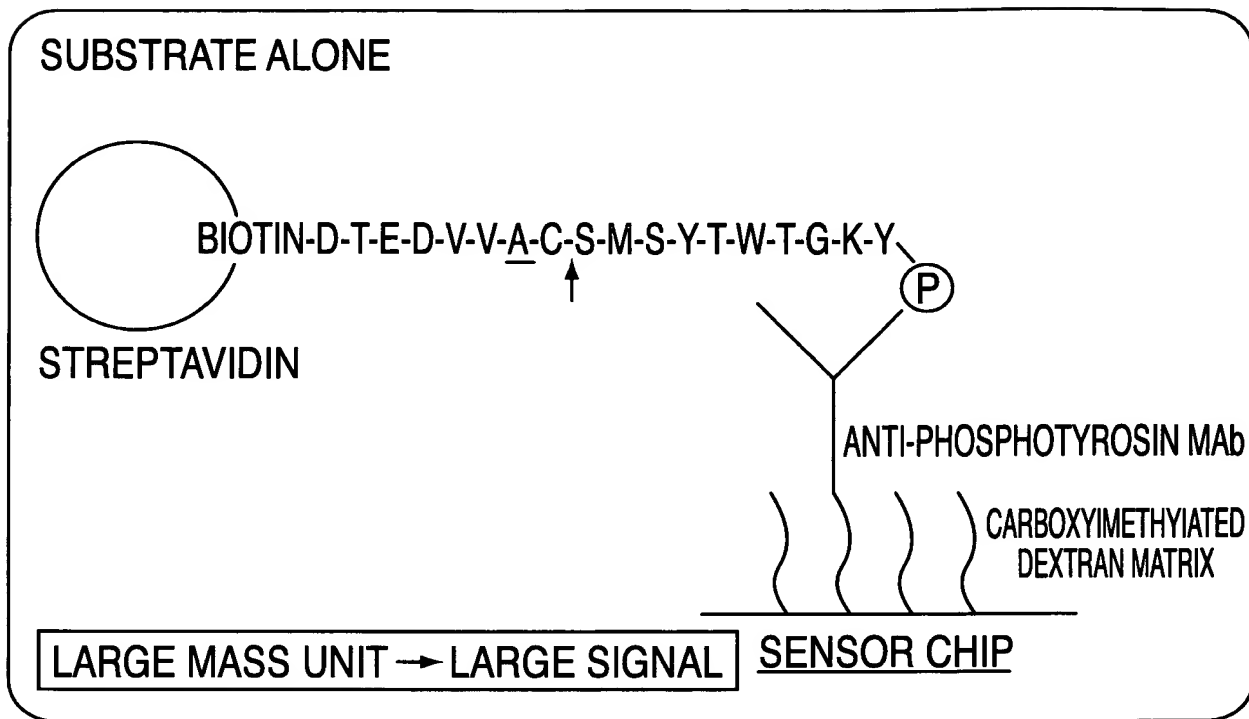 SUBSTRATE ALONE
BIOTIN-D-T-E-D-V-V-A-C-S-M-S-Y-T-W-T-G-K-Y
P
STREPTAVIDIN
ANTI-PHOSPHOTYROSIN MAb
CARBOXYIMETHYIATED
DEXTRAN MATRIX
LARGE MASS UNIT → LARGE SIGNAL
SENSOR CHIP